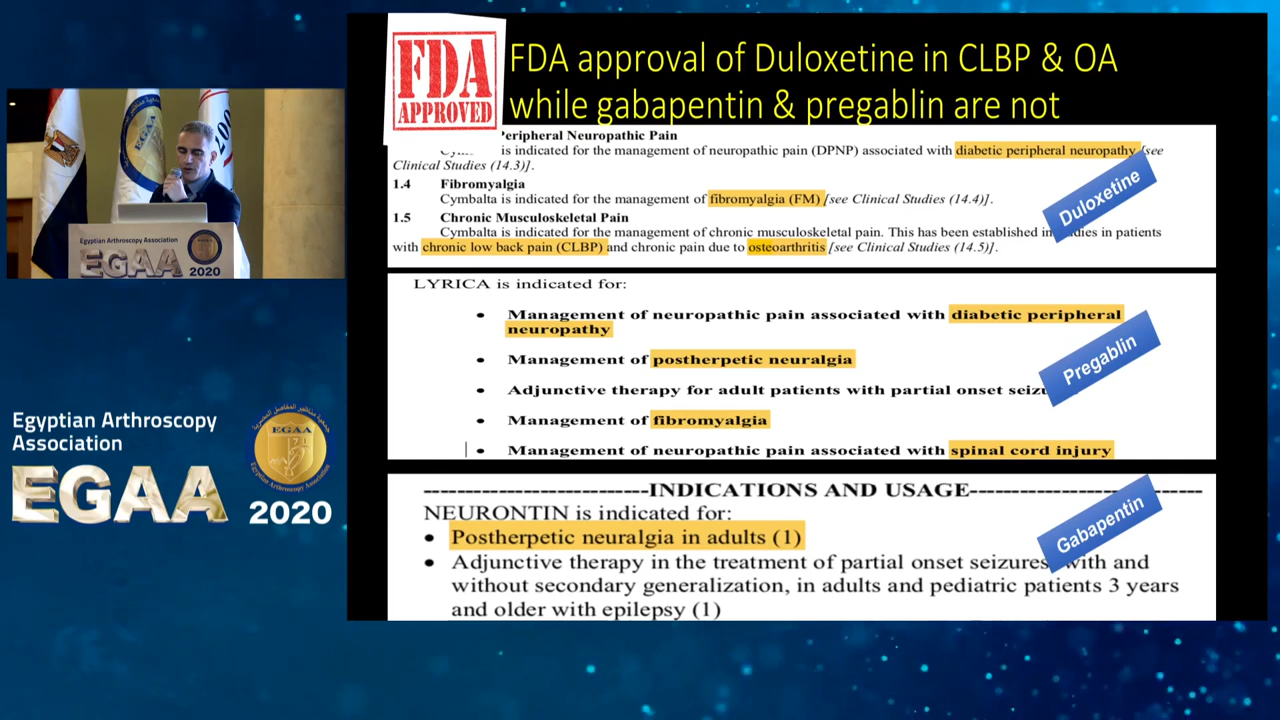 FDA
APPROVED
FDA approval of Duloxetine in CLBP & OA
while gabapentin & pregablin are not
Peripheral Neuropathic Pain
is indicated for the management of neuropathic pain (DPNP) associated with diabetic peripheral neuropathy [see
Clinical Studies (14.3)].
1.4 Fibromyalgia
Cymbalta is indicated for the management of fibromyalgia (FM) [see Clinical Studies (14.4)].
1.5 Chronic Musculoskeletal Pain
Cymbalta is indicated for the management of chronic musculoskeletal pain. This has been established in dies in patients
with chronic low back pain (CLBP) and chronic pain due to osteoarthritis [see Clinical Studies (14.5)].
Duloxetine
LYRICA is indicated for:
• Management of neuropathic pain associated with diabetic peripheral
neuropathy
• Management of postherpetic neuralgia
• Adjunctive therapy for adult patients with partial onset seizu
• Management of fibromyalgia
• Management of neuropathic pain associated with spinal cord injury
Pregablin
INDICATIONS AND USAGE
NEURONTIN is indicated for:
• Postherpetic neuralgia in adults (1)
• Adjunctive therapy in the treatment of partial onset seizures, with and
without secondary generalization, in adults and pediatric patients 3 years
and older with epilepsy (1)
Gabapentin
EGAA
Egyptian Arthroscopy Association
EGAA
2020
Egyptian Arthroscopy
Association
EGAA
2020
EGAA